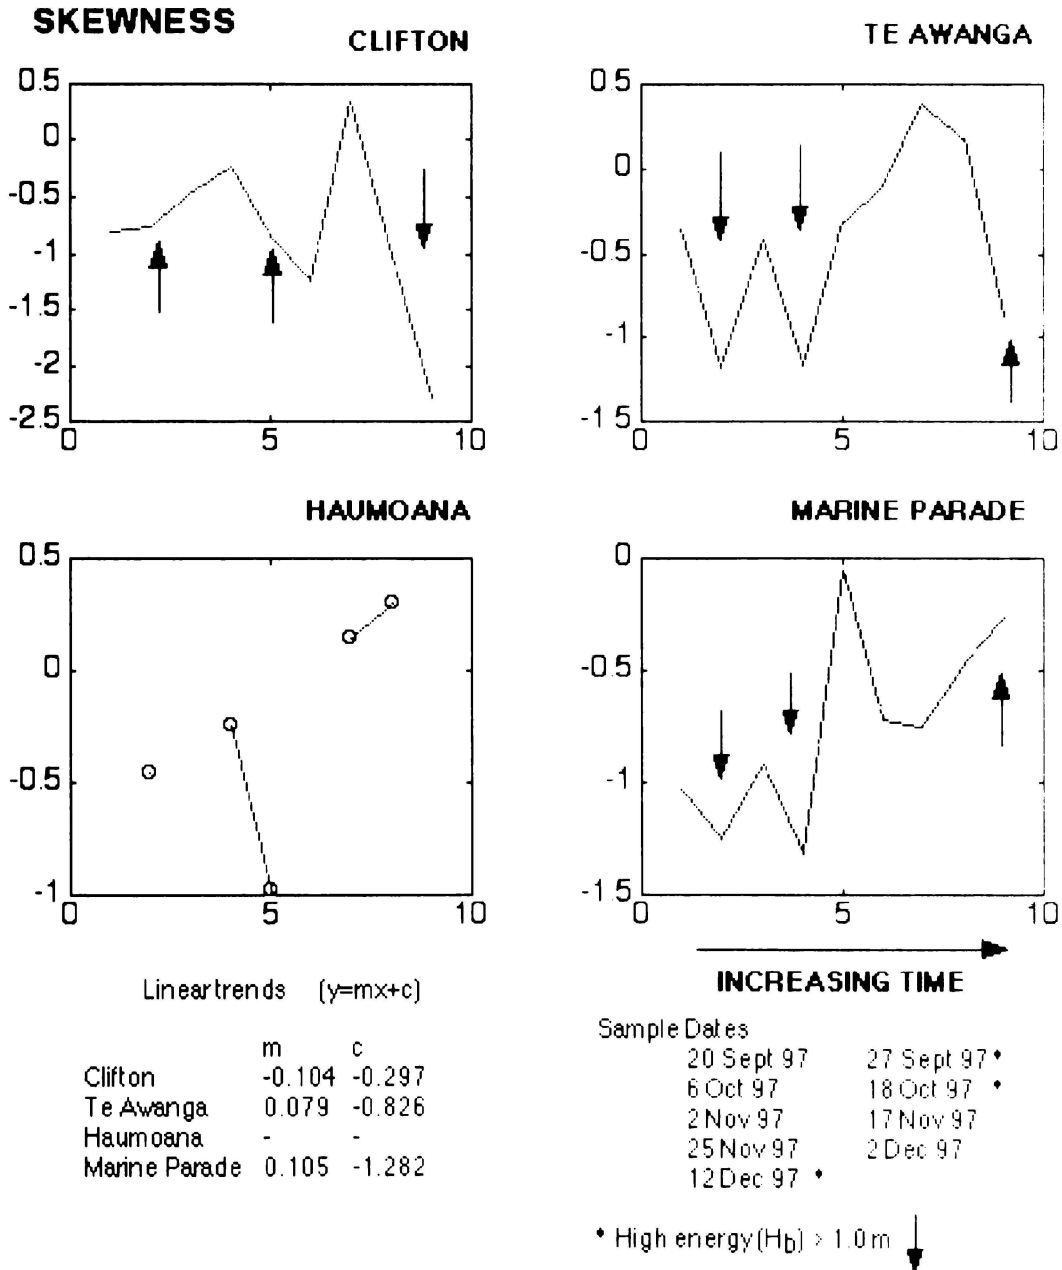 SKEWNESS
CLIFTON
0.5
0
-0.5
-1
-1.5
-2
-2.5
0 5 10
TE AWANGA
0.5
0
-0.5
-1
-1.5
0 5 10
HAUMOANA
0.5
0
-0.5
-1
0 5 10
MARINE PARADE
0
-0.5
-1
-1.5
0 5 10
INCREASING TIME
Linear trends (y=mx+c)
m c
Clifton -0.104 -0.297
Te Awanga 0.079 -0.826
Haumoana - -
Marine Parade 0.105 -1.282
Sample Dates
20 Sept 97 27 Sept 97 *
6 Oct 97 18 Oct 97 *
2 Nov 97 17 Nov 97
25 Nov 97 2 Dec 97
12 Dec 97 *
* High energy (Hb) > 1.0 m